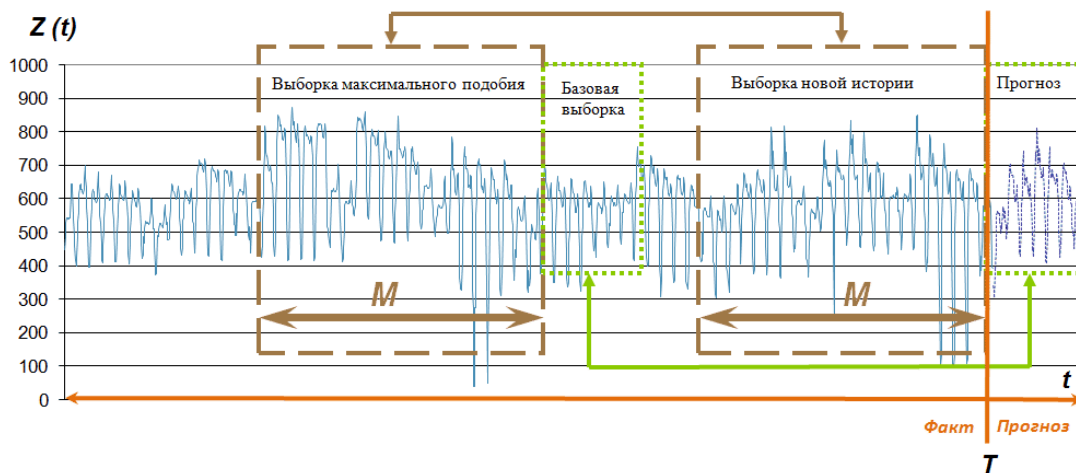 Z (t)
1000
900
800
700
600
500
400
300
200
100
0
Выборка максимального подобия
Базовая
выборка
Выборка новой истории
Прогноз
M
M
t
Факт
Прогноз
T